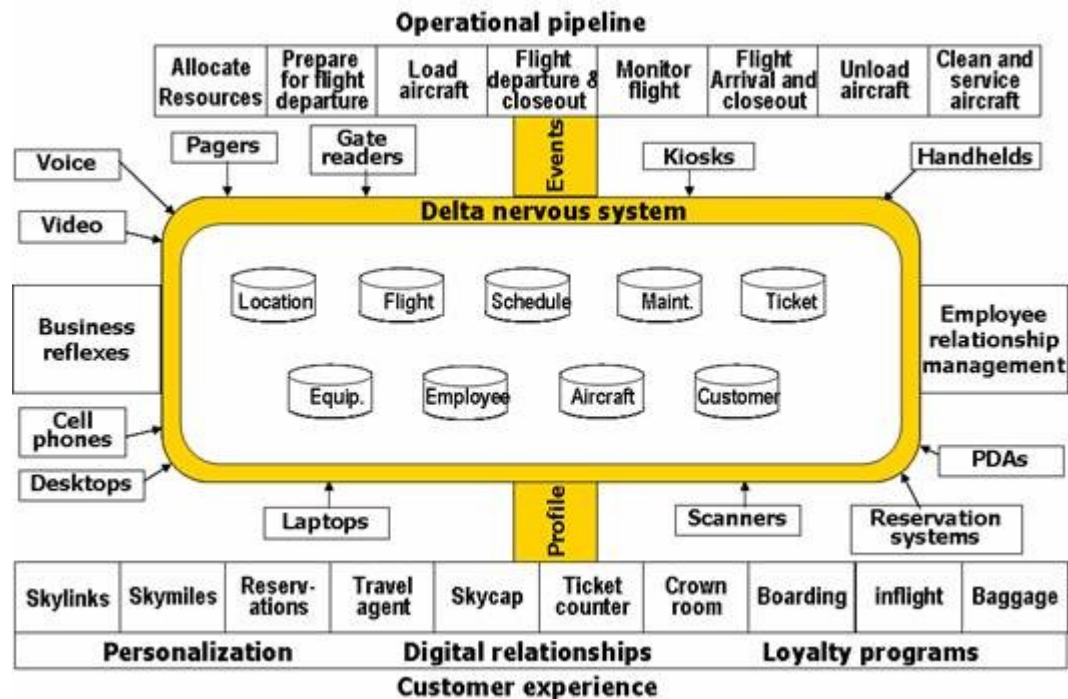 Operational pipeline
Allocate
Resources
Prepare
for flight
departure
Load
aircraft
Flight
departure &
closeout
Monitor
flight
Flight
Arrival and
closeout
Unload
aircraft
Clean and
service
aircraft
Events
Voice
Pagers
Gate
readers
Kiosks
Handhelds
Video
Delta nervous system
Location
Flight
Schedule
Maint.
Ticket
Business
reflexes
Employee
relationship
management
Equip.
Employee
Aircraft
Customer
Cell
phones
Desktops
PDAs
Laptops
Scanners
Reservation
systems
Profile
Skylinks
Skymiles
Reserv-
ations
Travel
agent
Skycap
Ticket
counter
Crown
room
Boarding
inflight
Baggage
Personalization
Digital relationships
Loyalty programs
Customer experience